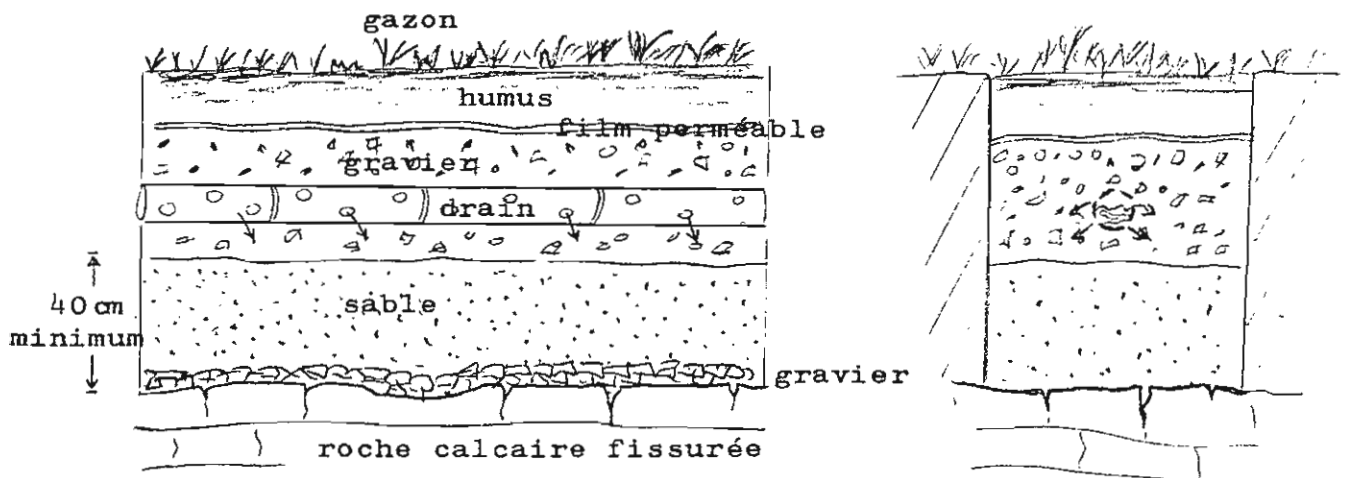 gazon
humus
film perméable
gravier
drain
sable
40 cm
minimum
gravier
roche calcaire fissurée